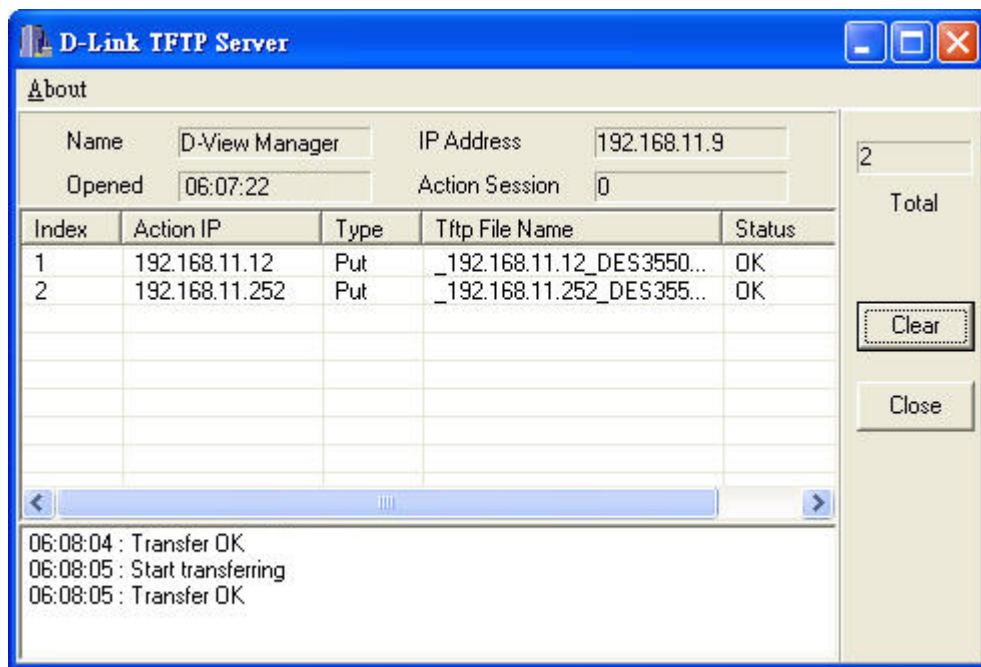 D-Link TFTP Server
About
Name D-View Manager IP Address 192.168.11.9
Opened 06:07:22 Action Session 0
2
Total
Index Action IP Type Tftp File Name Status
1 192.168.11.12 Put _192.168.11.12_DES3550... OK
2 192.168.11.252 Put _192.168.11.252_DES355... OK
Clear
Close
06:08:04 : Transfer OK
06:08:05 : Start transferring
06:08:05 : Transfer OK